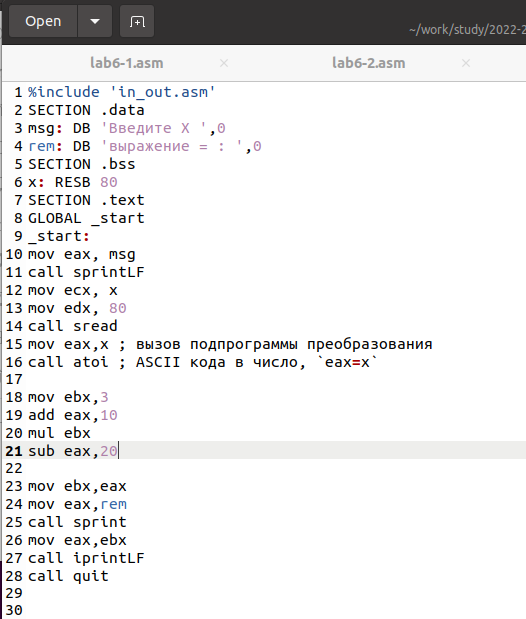 Open
~/work/study/2022-2
lab6-1.asm × lab6-2.asm ×
1 %include 'in_out.asm'
2 SECTION .data
3 msg: DB 'Введите X ',0
4 rem: DB 'выражение = : ',0
5 SECTION .bss
6 x: RESB 80
7 SECTION .text
8 GLOBAL _start
9 _start:
10 mov eax, msg
11 call sprintLF
12 mov ecx, x
13 mov edx, 80
14 call sread
15 mov eax,x ; вызов подпрограммы преобразования
16 call atoi ; ASCII кода в число, `eax=x`
17
18 mov ebx,3
19 add eax,10
20 mul ebx
21 sub eax,20
22
23 mov ebx,eax
24 mov eax,rem
25 call sprint
26 mov eax,ebx
27 call iprintLF
28 call quit
29
30